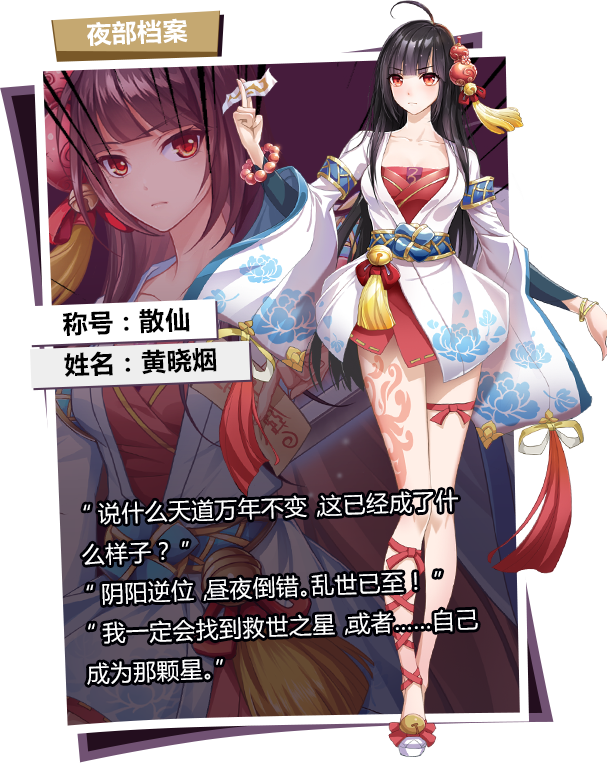 夜部档案
称号：散仙
姓名：黄晓烟
“说什么天道万年不变，这已经成了什
么样子？”
“阴阳逆位，昼夜倒错。乱世已至！”
“我一定会找到救世之星，或者……自己
成为那颗星。”